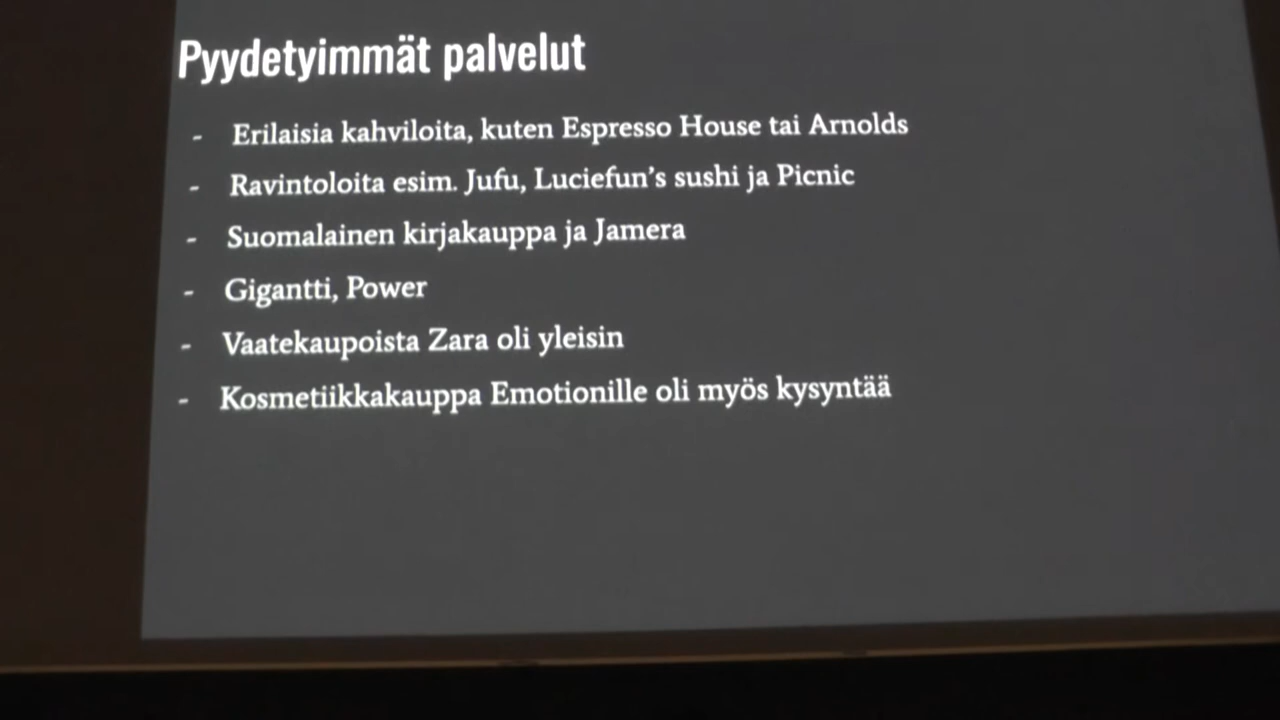 Pyydetyimmät palvelut
- Erilaisia kahviloita, kuten Espresso House tai Arnolds
- Ravintoloita esim. Jufu, Luciefun's sushi ja Picnic
- Suomalainen kirjakauppa ja Jamera
- Gigantti, Power
- Vaatekaupoista Zara oli yleisin
- Kosmetiikkakauppa Emotionille oli myös kysyntää